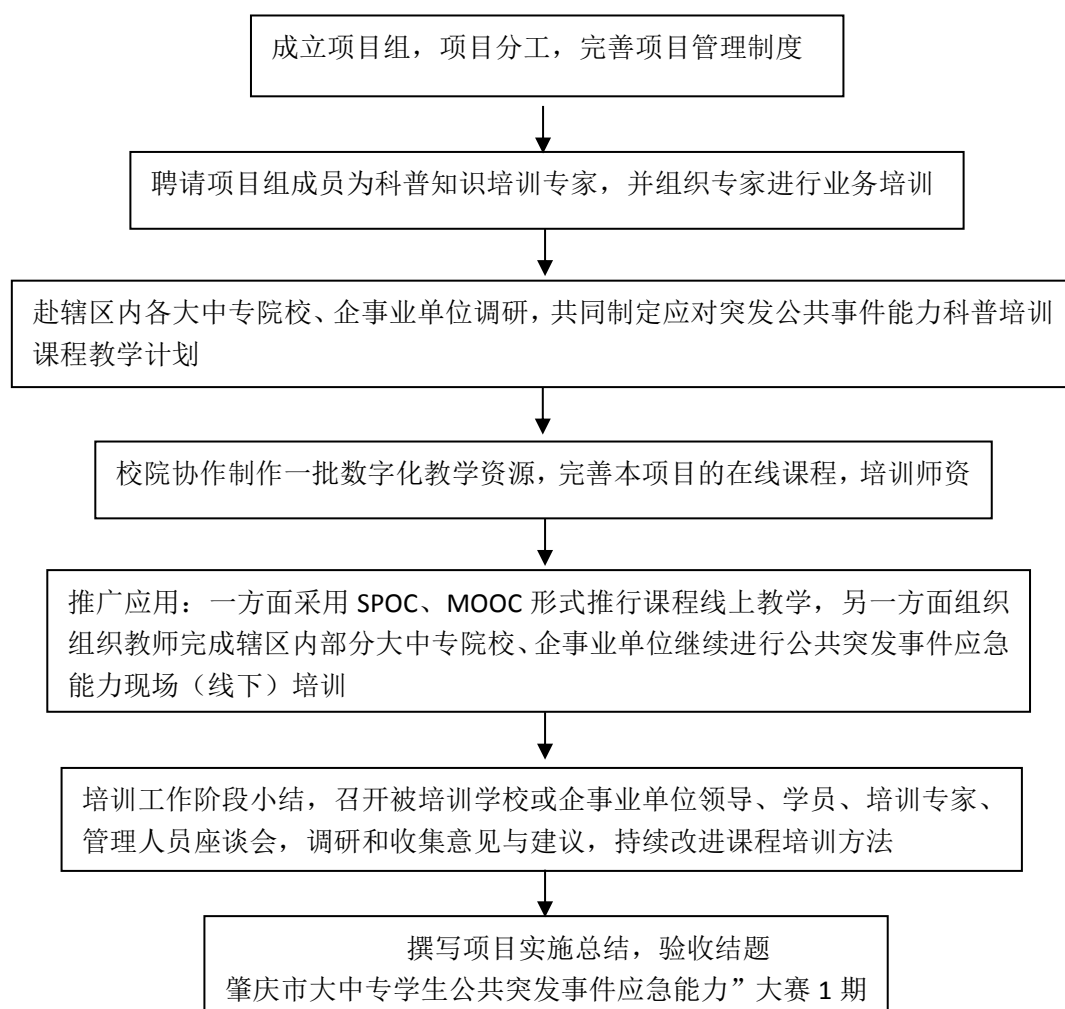 成立项目组，项目分工，完善项目管理制度
聘请项目组成员为科普知识培训专家，并组织专家进行业务培训
赴辖区内各大中专院校、企事业单位调研，共同制定应对突发公共事件能力科普培训
课程教学计划
校院协作制作一批数字化教学资源，完善本项目的在线课程，培训师资
推广应用：一方面采用 SPOC、MOOC 形式推行课程线上教学，另一方面组织
组织教师完成辖区内部分大中专院校、企事业单位继续进行公共突发事件应急
能力现场（线下）培训
培训工作阶段小结，召开被培训学校或企事业单位领导、学员、培训专家、
管理人员座谈会，调研和收集意见与建议，持续改进课程培训方法
撰写项目实施总结，验收结题
肇庆市大中专学生公共突发事件应急能力”大赛 1 期